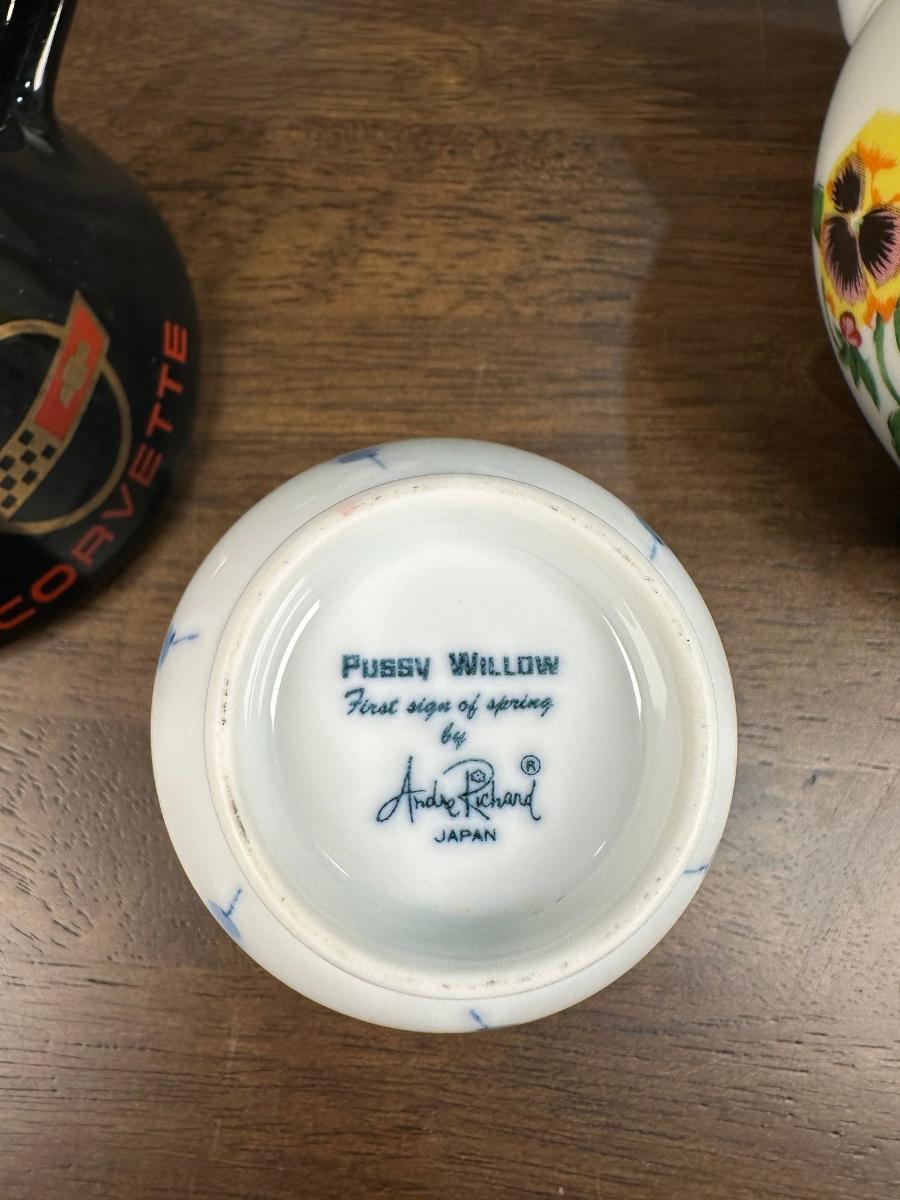 CORVETTE
PUSSY WILLOW
First sign of spring
by
Andre Richard ®
JAPAN